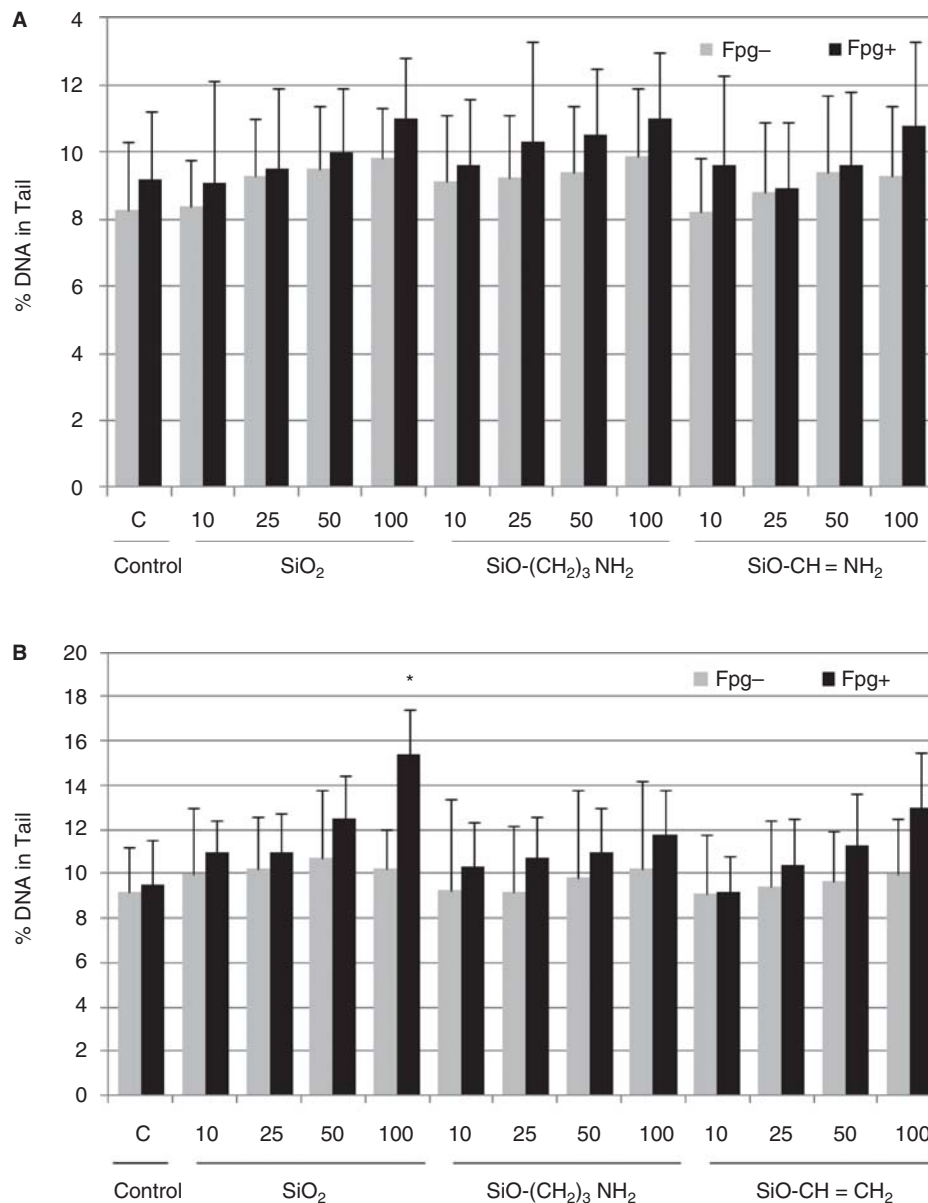 A
4
Fpg– Fpg+
12
10
8
6
4
2
0
% DNA in Tail
C 10 25 50 100 10 25 50 100 10 25 50 100
Control SiO₂ SiO-(CH₂)₃ NH₂ SiO-CH = NH₂
B
20
Fpg– Fpg+
18
*
16
14
12
10
8
6
4
2
0
% DNA in Tail
C 10 25 50 100 10 25 50 100 10 25 50 100
Control SiO₂ SiO-(CH₂)₃ NH₂ SiO-CH = CH₂